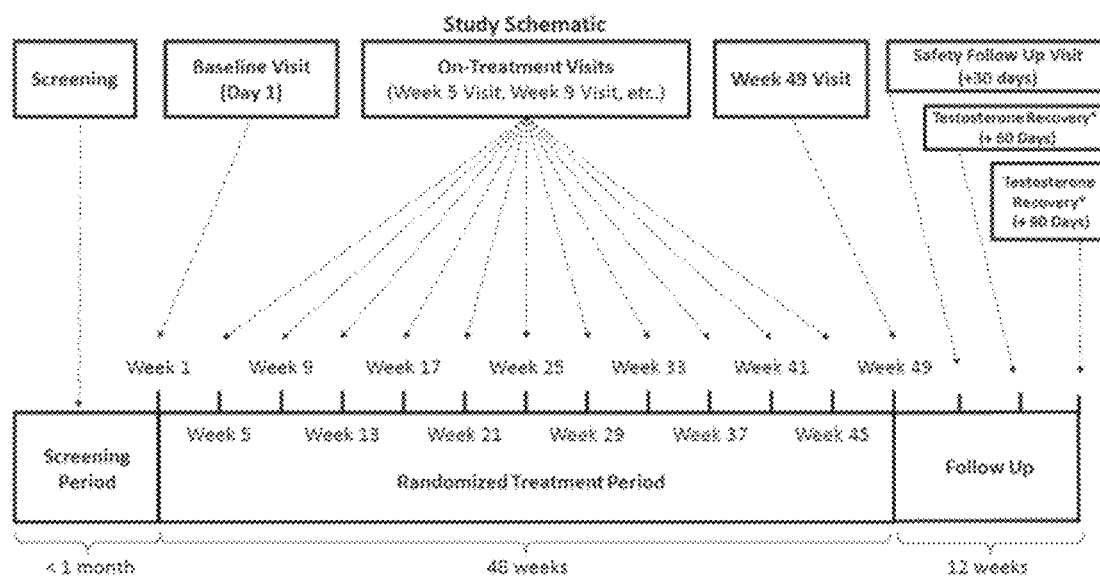 Study Schematic
Screening
Baseline Visit
(Day 1)
On-Treatment Visits
(Week 5 Visit, Week 9 Visit, etc.)
Week 49 Visit
Safety Follow Up Visit
(+30 days)
Testosterone Recovery*
(+ 60 Days)
Testosterone
Recovery*
(+ 90 Days)
Week 1
Week 9
Week 17
Week 25
Week 33
Week 41
Week 49
Week 5
Week 13
Week 21
Week 29
Week 37
Week 45
Screening
Period
Randomized Treatment Period
Follow Up
< 1 month
48 weeks
12 weeks